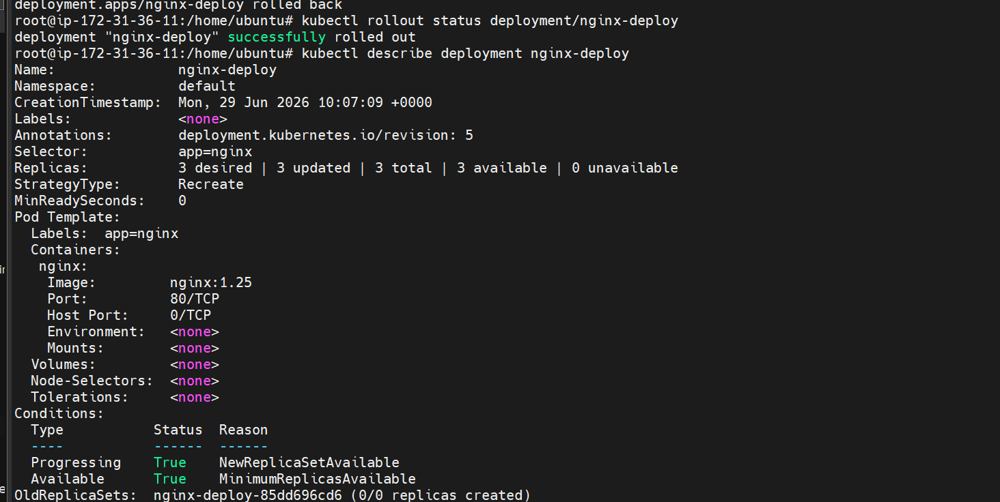 deployment.apps/nginx-deploy rolled back
root@ip-172-31-36-11:/home/ubuntu# kubectl rollout status deployment/nginx-deploy
deployment "nginx-deploy" successfully rolled out
root@ip-172-31-36-11:/home/ubuntu# kubectl describe deployment nginx-deploy
Name:               nginx-deploy
Namespace:          default
CreationTimestamp:  Mon, 29 Jun 2026 10:07:09 +0000
Labels:             <none>
Annotations:        deployment.kubernetes.io/revision: 5
Selector:           app=nginx
Replicas:           3 desired | 3 updated | 3 total | 3 available | 0 unavailable
StrategyType:       Recreate
MinReadySeconds:    0
Pod Template:
  Labels:  app=nginx
  Containers:
   nginx:
    Image:         nginx:1.25
    Port:          80/TCP
    Host Port:     0/TCP
    Environment:   <none>
    Mounts:        <none>
  Volumes:         <none>
  Node-Selectors:  <none>
  Tolerations:     <none>
Conditions:
  Type           Status  Reason
  ----           ------  ------
  Progressing    True    NewReplicaSetAvailable
  Available      True    MinimumReplicasAvailable
OldReplicaSets:  nginx-deploy-85dd696cd6 (0/0 replicas created)